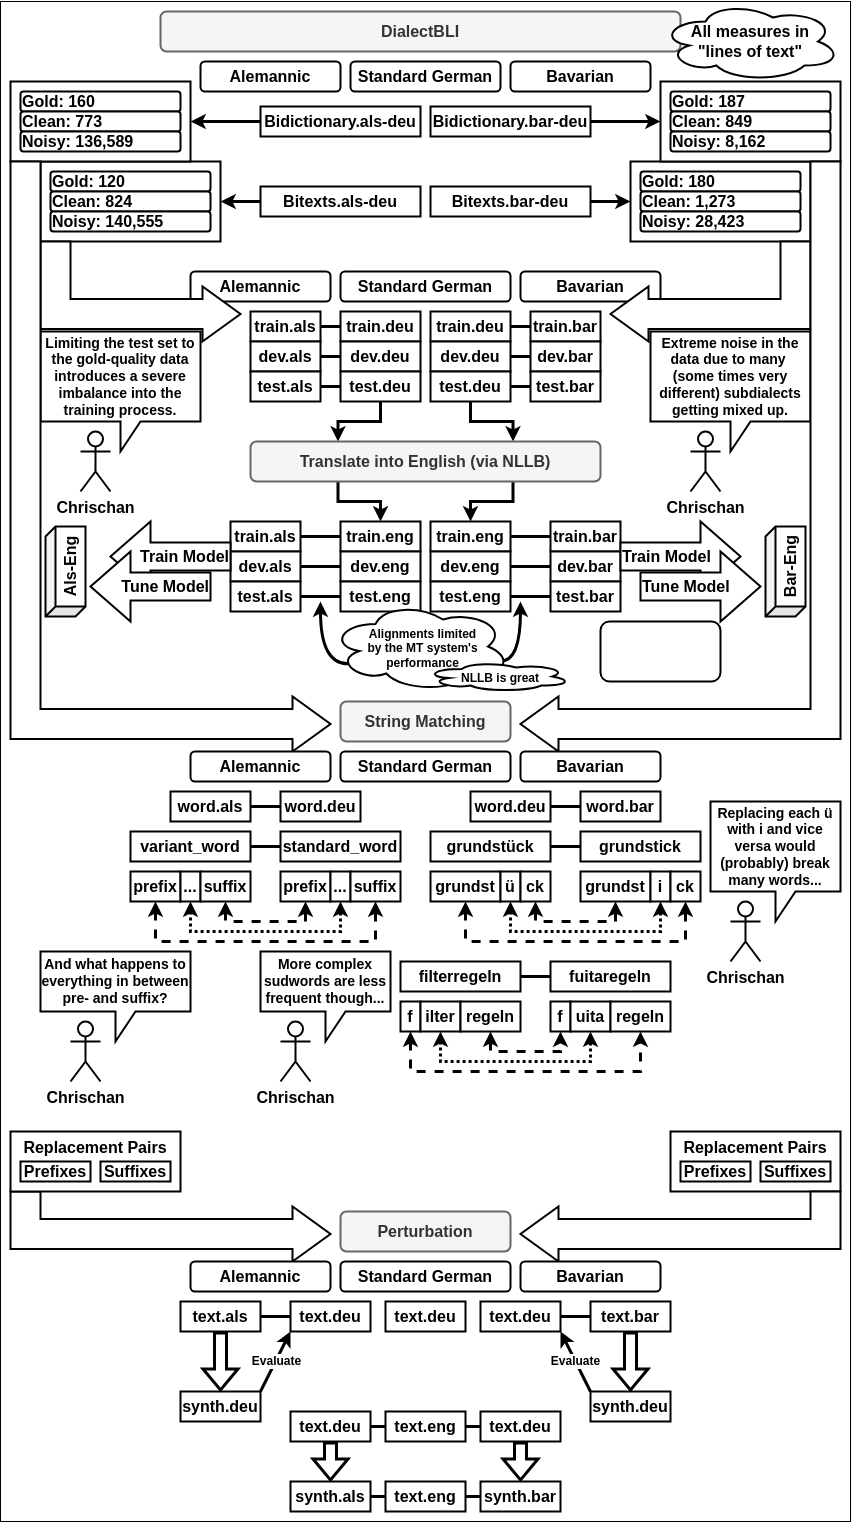 DialectBLI
All measures in
"lines of text"
Alemannic
Standard German
Bavarian
Gold: 160
Clean: 773
Noisy: 136,589
Bidictionary.als-deu
Bidictionary.bar-deu
Gold: 187
Clean: 849
Noisy: 8,162
Gold: 120
Clean: 824
Noisy: 140,555
Bitexts.als-deu
Bitexts.bar-deu
Gold: 180
Clean: 1,273
Noisy: 28,423
Alemannic
Standard German
Bavarian
train.als
train.deu
train.deu
train.bar
dev.als
dev.deu
dev.deu
dev.bar
test.als
test.deu
test.deu
test.bar
Limiting the test set to
the gold-quality data
introduces a severe
imbalance into the
training process.
Chrischan
Extreme noise in the
data due to many
(some times very
different) subdialects
getting mixed up.
Chrischan
Translate into English (via NLLB)
Als-Eng
Train Model
Tune Model
train.als
train.eng
train.eng
train.bar
dev.als
dev.eng
dev.eng
dev.bar
test.als
test.eng
test.eng
test.bar
Train Model
Tune Model
Bar-Eng
Alignments limited
by the MT system's
performance
NLLB is great
String Matching
Alemannic
Standard German
Bavarian
word.als
word.deu
word.deu
word.bar
variant_word
standard_word
grundstück
grundstick
prefix
...
suffix
prefix
...
suffix
grundst
ü
ck
grundst
i
ck
Replacing each ü
with i and vice
versa would
(probably) break
many words...
Chrischan
And what happens to
everything in between
pre- and suffix?
Chrischan
More complex
sudwords are less
frequent though...
Chrischan
filterregeln
fuitaregeln
f
ilter
regeln
f
uita
regeln
Replacement Pairs
Prefixes
Suffixes
Replacement Pairs
Prefixes
Suffixes
Perturbation
Alemannic
Standard German
Bavarian
text.als
text.deu
text.deu
text.deu
text.bar
Evaluate
Evaluate
synth.deu
synth.deu
text.deu
text.eng
text.deu
synth.als
text.eng
synth.bar